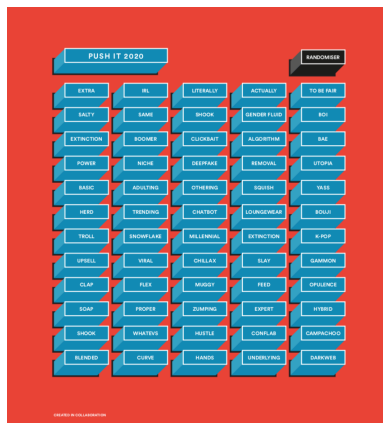 PUSH IT 2020 RANDOMISER
EXTRA IRL LITERALLY ACTUALLY TO BE FAIR
SALTY SAME SHOOK GENDER FLUID BOI
EXTINCTION BOOMER CLICKBAIT ALGORITHM BAE
POWER NICHE DEEPFAKE REMOVAL UTOPIA
BASIC ADULTING OTHERING SQUISH YASS
HERD TRENDING CHATBOT LOUNGEWEAR BOUJI
TROLL SNOWFLAKE MILLENNIAL EXTINCTION K-POP
UPSELL VIRAL CHILLAX SLAY GAMMON
CLAP FLEX MUGGY FEED OPULENCE
SOAP PROPER ZUMPING EXPERT HYBRID
SHOOK WHATEVS HUSTLE CONFLAB CAMPACHOO
BLENDED CURVE HANDS UNDERLYING DARKWEB
CREATED IN COLLABORATION